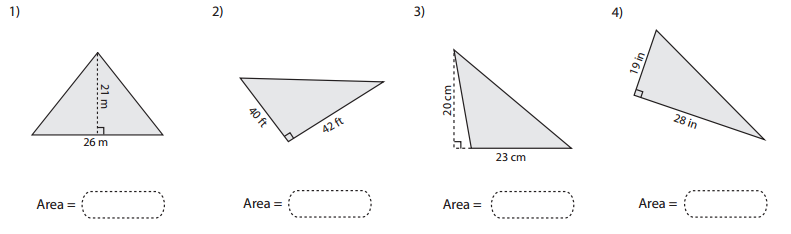 1)
2)
3)
4)
21 m
26 m
40 ft
42 ft
20 cm
23 cm
19 in
28 in
Area =
Area =
Area =
Area =